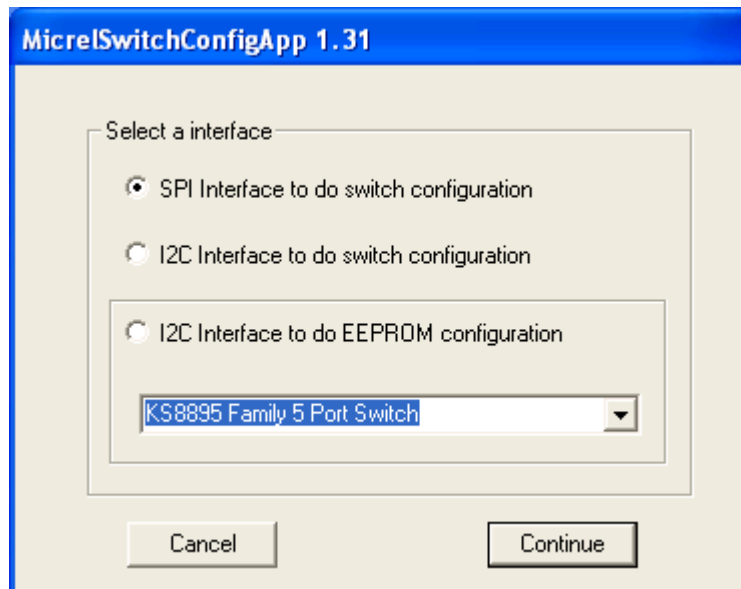 MicrelSwitchConfigApp 1.31
Select a interface
SPI Interface to do switch configuration
I2C Interface to do switch configuration
I2C Interface to do EEPROM configuration
KS8895 Family 5 Port Switch
Cancel
Continue